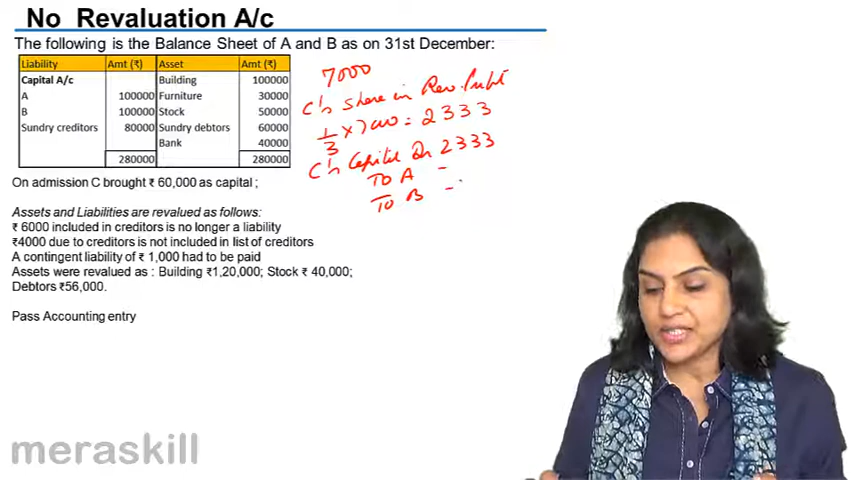 No Revaluation A/c
The following is the Balance Sheet of A and B as on 31st December:
Liability Amt (₹) Asset Amt (₹)
Capital A/c Building 100000
A 100000 Furniture 30000
B 100000 Stock 50000
Sundry creditors 80000 Sundry debtors 60000
Bank 40000
280000 280000
7000
C's share in Rev. Profit
1/3 x 7000 = 2333
C's Capital Dr 2333
To A -
To B -
On admission C brought ₹ 60,000 as capital ;
Assets and Liabilities are revalued as follows:
₹ 6000 included in creditors is no longer a liability
₹4000 due to creditors is not included in list of creditors
A contingent liability of ₹ 1,000 had to be paid
Assets were revalued as : Building ₹1,20,000; Stock ₹ 40,000;
Debtors ₹56,000.
Pass Accounting entry
meraskill